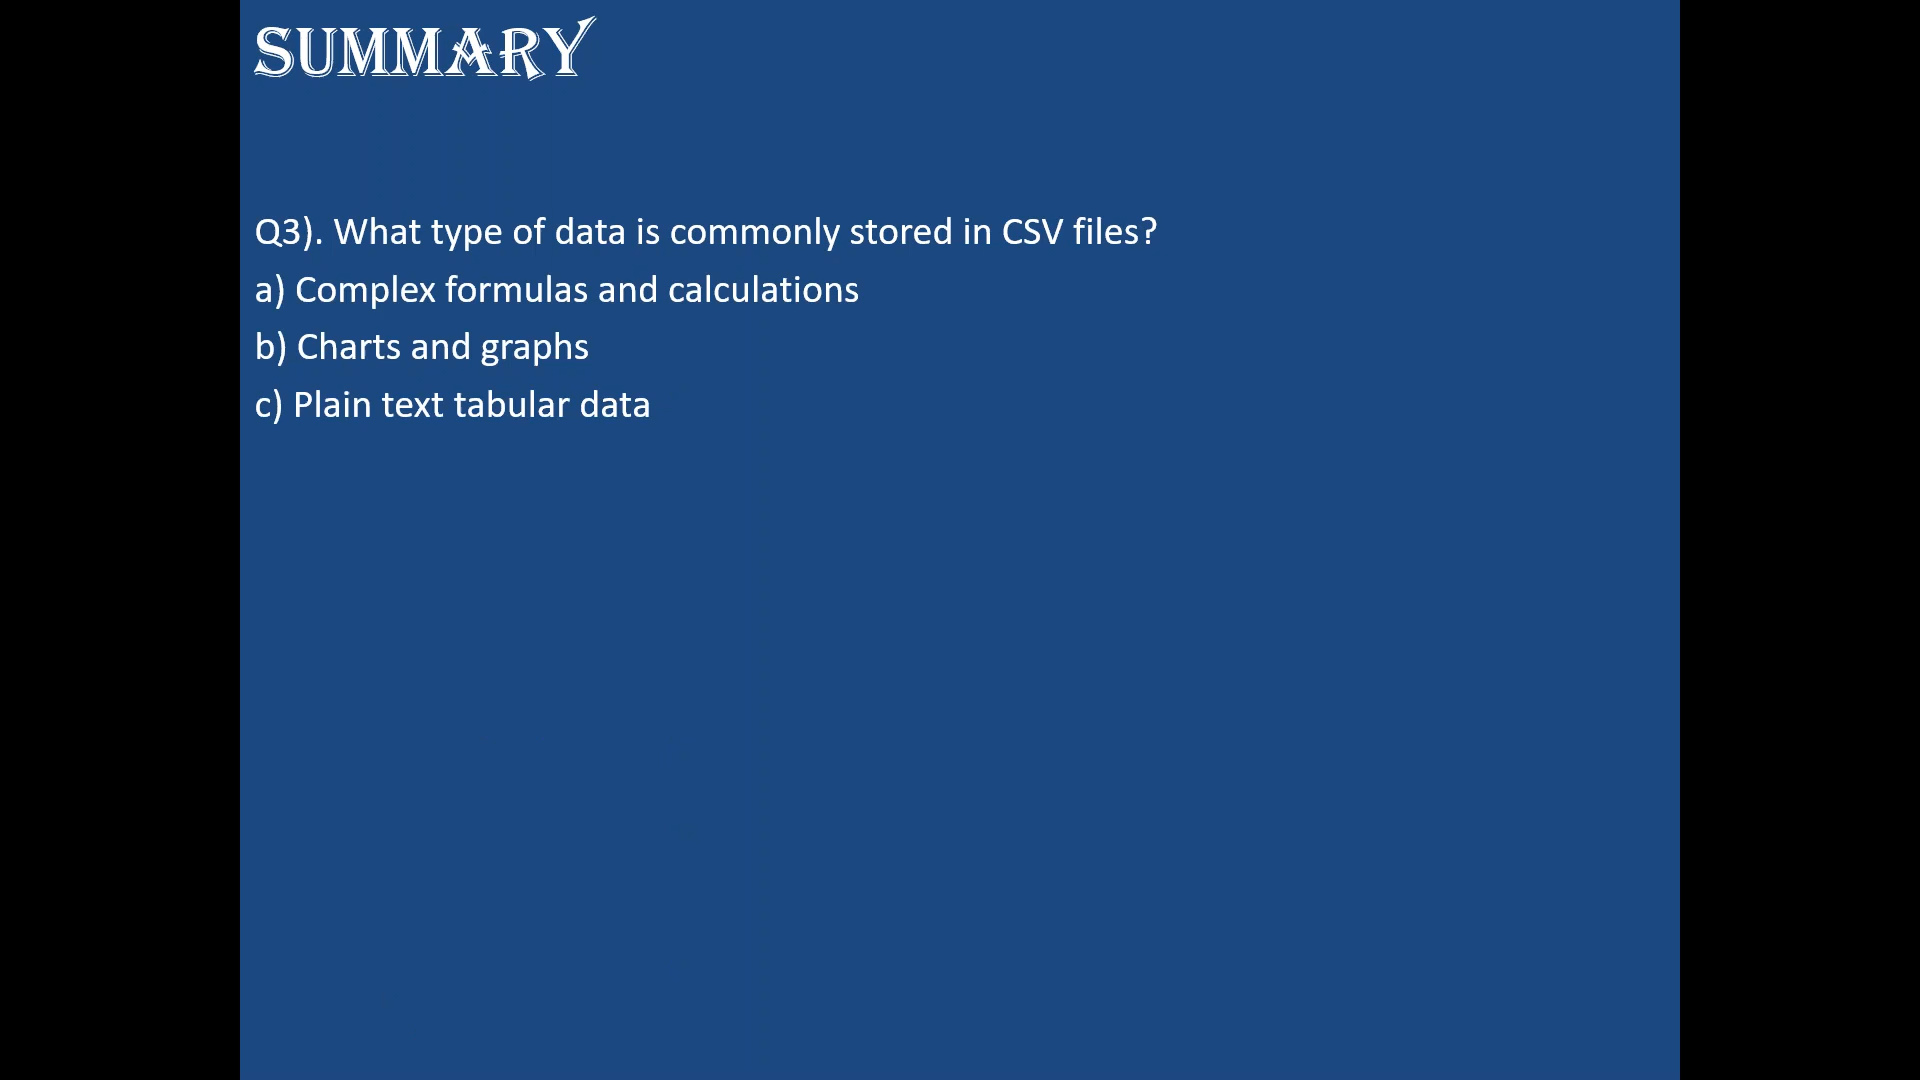 SUMMARY
Q3). What type of data is commonly stored in CSV files?
a) Complex formulas and calculations
b) Charts and graphs
c) Plain text tabular data